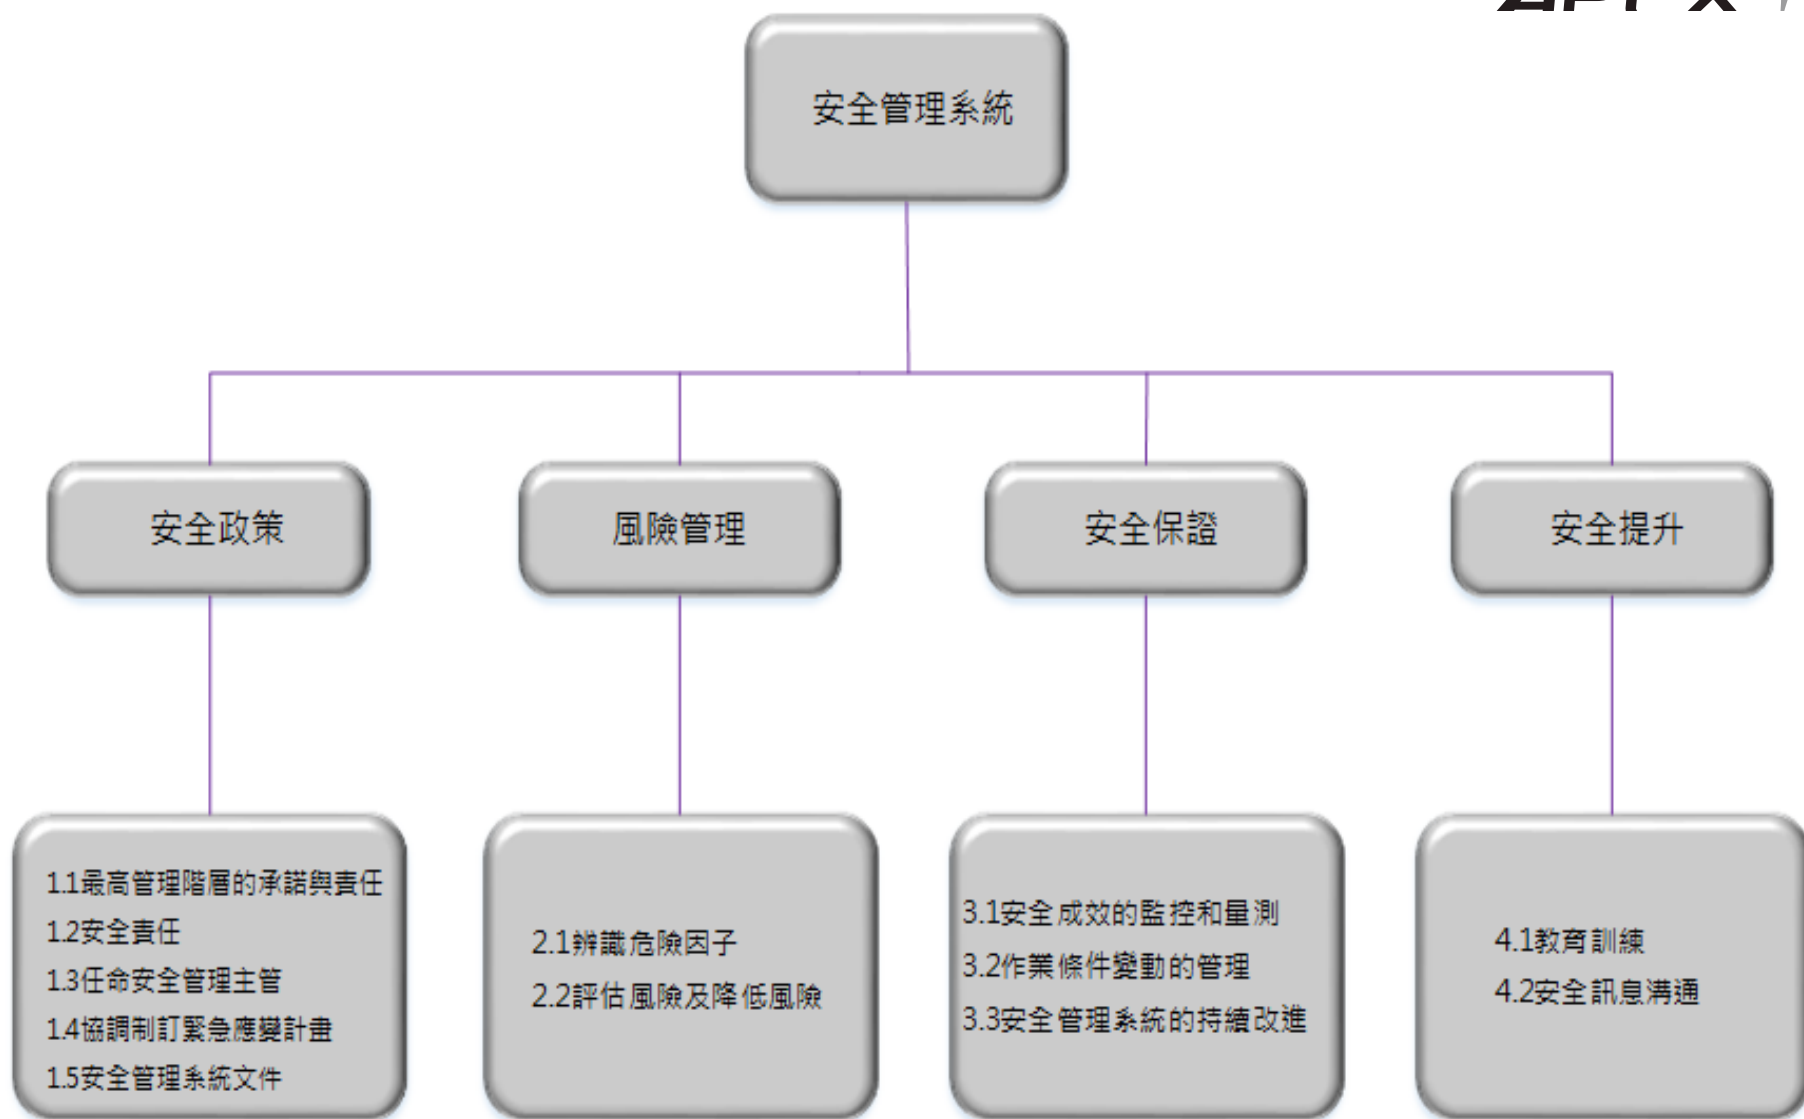 安全管理系統
安全政策
風險管理
安全保證
安全提升
1.1最高管理階層的承諾與責任
1.2安全責任
1.3任命安全管理主管
1.4協調制訂緊急應變計畫
1.5安全管理系統文件
2.1辨識危險因子
2.2評估風險及降低風險
3.1安全成效的監控和量測
3.2作業條件變動的管理
3.3安全管理系統的持續改進
4.1教育訓練
4.2安全訊息溝通